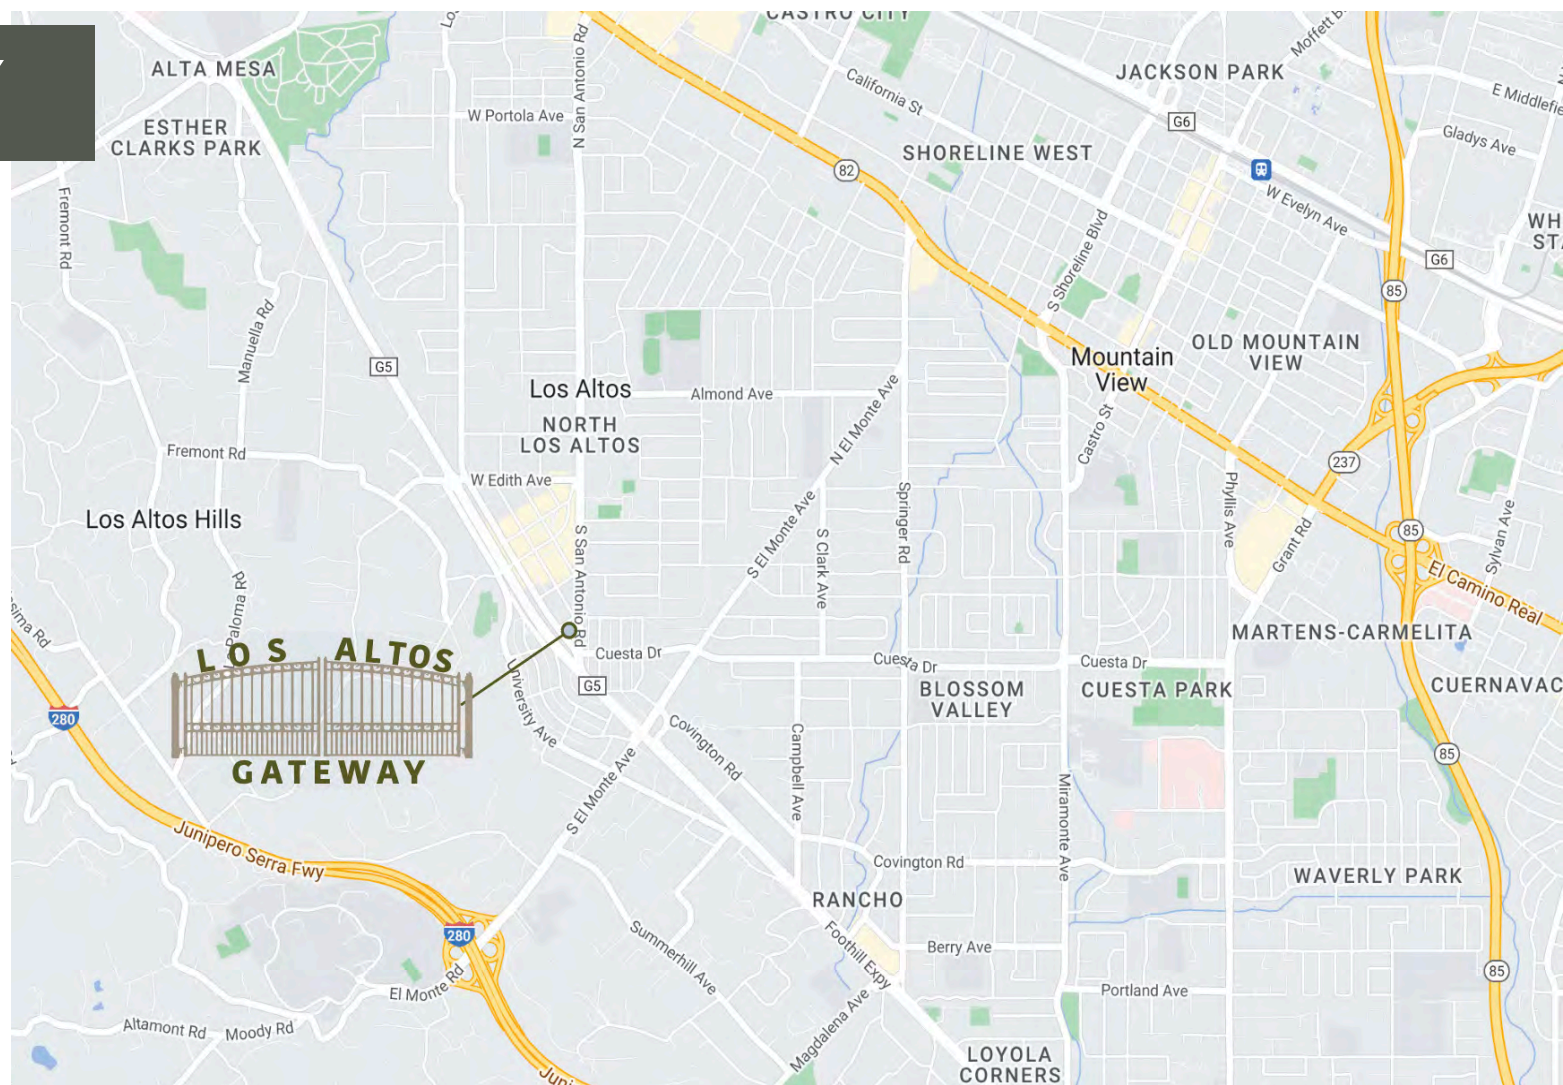 CASTRO CITY
Moffett B
ALTA MESA
JACKSON PARK
E Middlefie
N San Antonio Rd
California St
W Portola Ave
G6
ESTHER
CLARKS PARK
Gladys Ave
SHORELINE WEST
82
W Evelyn Ave
Fremont Rd
S Shoreline Blvd
WH
ST
G6
85
Manuella Rd
OLD MOUNTAIN
VIEW
Mountain
View
G5
Los Altos
Almond Ave
NORTH
LOS ALTOS
N El Monte Ave
Castro St
Fremont Rd
237
W Edith Ave
Springer Rd
Phyllis Ave
Los Altos Hills
S El Monte Ave
S San Antonio Rd
S Clark Ave
Grant Rd
85
Sylvan Ave
El Camino Real
sima Rd
Paloma Rd
MARTENS-CARMELITA
LOS ALTOS
GATEWAY
Cuesta Dr
Cuesta Dr
Cuesta Dr
G5
University Ave
BLOSSOM
VALLEY
CUESTA PARK
CUERNAVAC
280
Covington Rd
Campbell Ave
85
S El Monte Ave
Miramonte Ave
Junipero Serra Fwy
Covington Rd
WAVERLY PARK
RANCHO
280
Summerhill Ave
Foothill Expy
Berry Ave
85
El Monte Rd
Portland Ave
Altamont Rd
Moody Rd
Magdalena Ave
LOYOLA
CORNERS
Juni